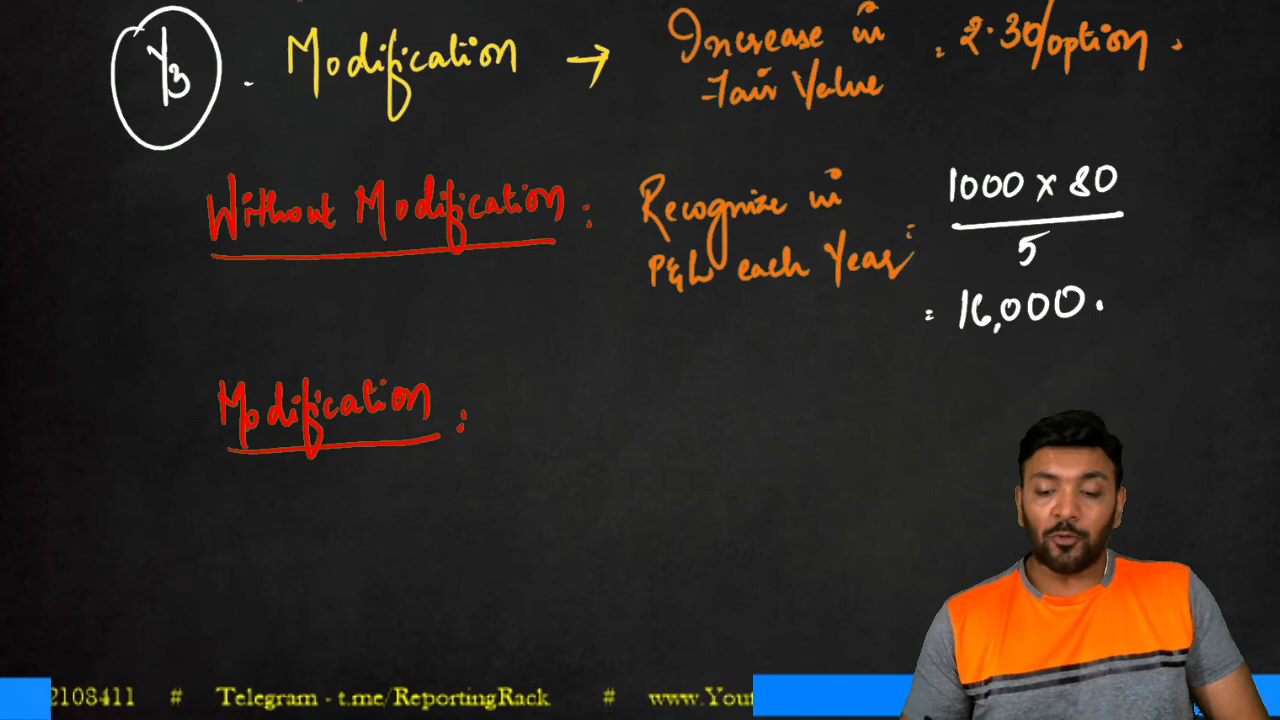 Y3 . Modification → Increase in = 2.30/option .
Fair Value
Without Modification : Recognize in : 1000 x 80
P&L each Year 5
= 16,000.
Modification :
2108411 # Telegram - t.me/ReportingRack # www.You